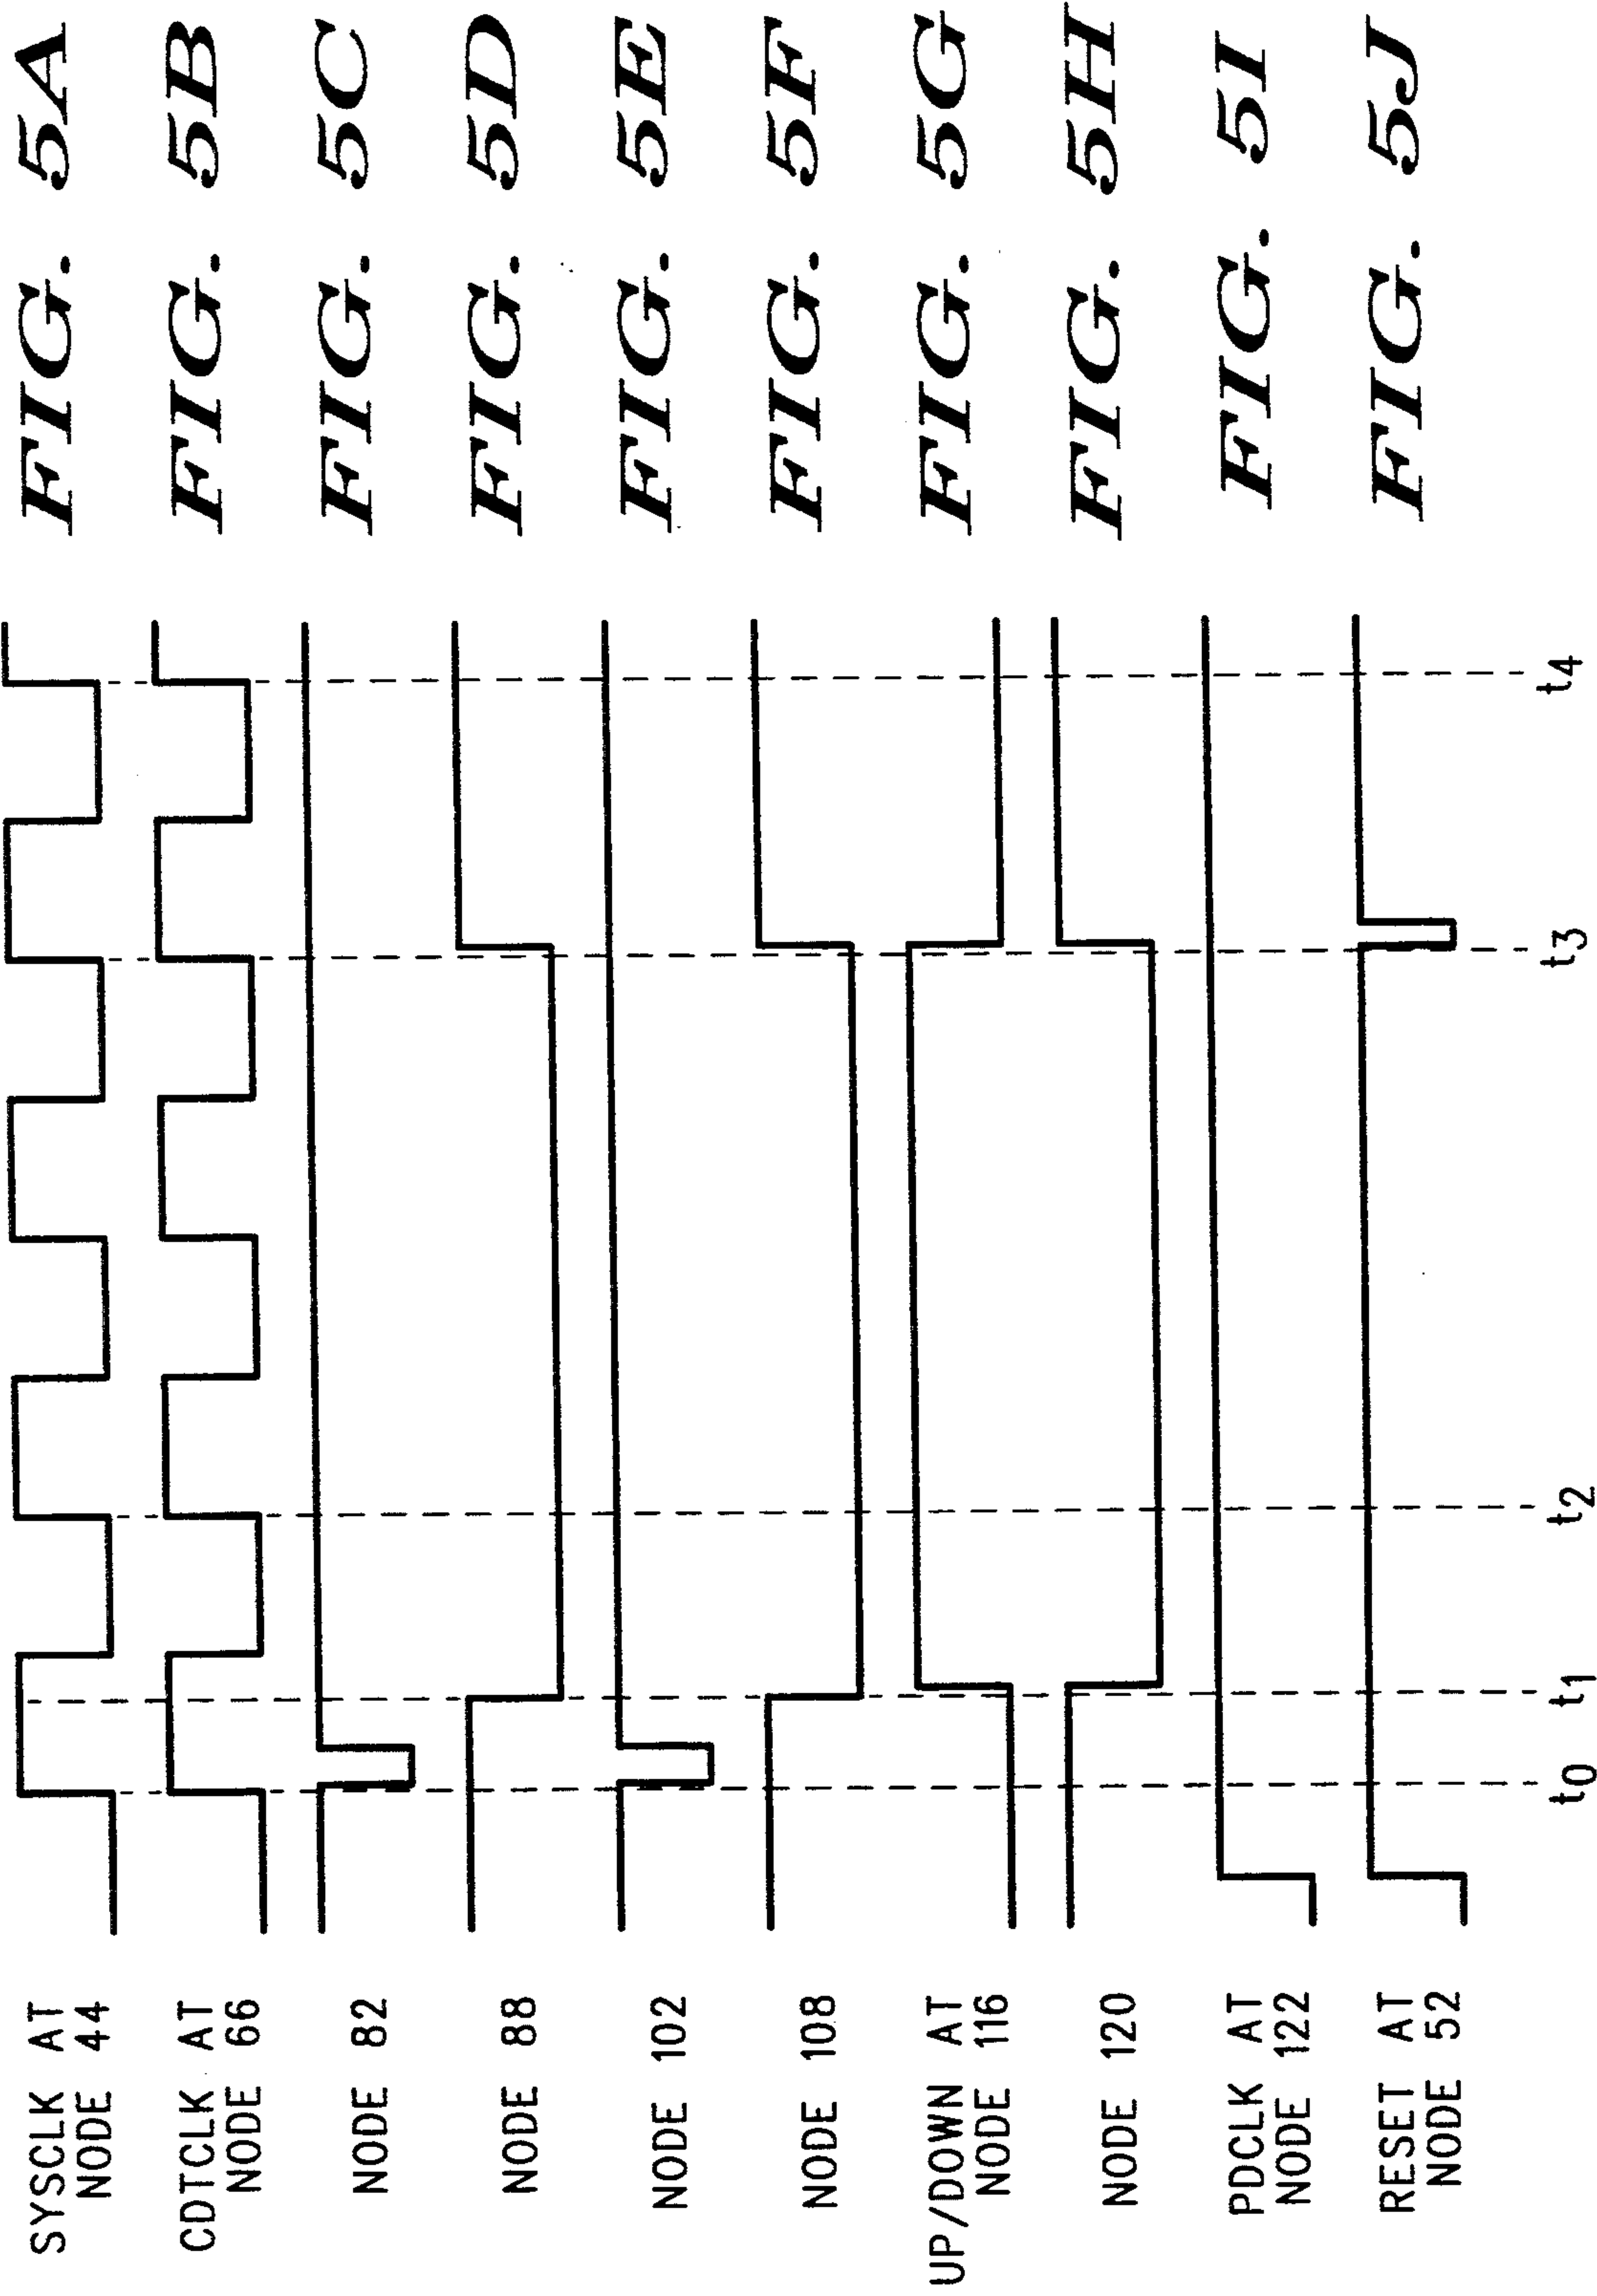 SYSCLK AT
NODE 44
FIG. 5A
CDTCLK AT
NODE 66
FIG. 5B
NODE 82
FIG. 5C
NODE 88
FIG. 5D
NODE 102
FIG. 5E
NODE 108
FIG. 5F
UP/DOWN AT
NODE 116
FIG. 5G
NODE 120
FIG. 5H
PDCLK AT
NODE 122
FIG. 5I
RESET AT
NODE 52
FIG. 5J
t0 t1 t2 t3 t4